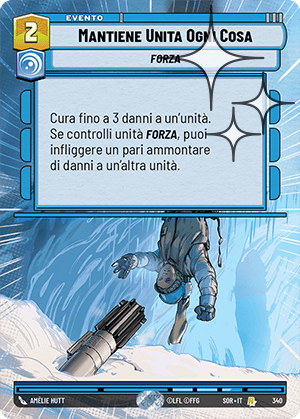 EVENTO
2
Mantiene Unita Ogni Cosa
FORZA
Cura fino a 3 danni a un'unità.
Se controlli unità FORZA, puoi
infliggere un pari ammontare
di danni a un'altra unità.
AMÉLIE HUTT
©LFL ©FFG
SOR•IT
340